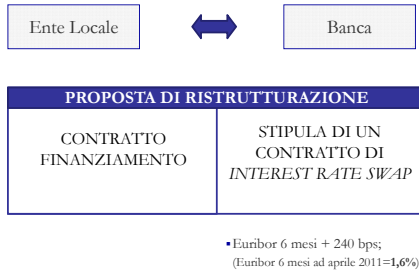 Ente Locale
Banca
PROPOSTA DI RISTRUTTURAZIONE
CONTRATTO
FINANZIAMENTO
STIPULA DI UN
CONTRATTO DI
INTEREST RATE SWAP
▪Euribor 6 mesi + 240 bps;
(Euribor 6 mesi ad aprile 2011=1,6%)